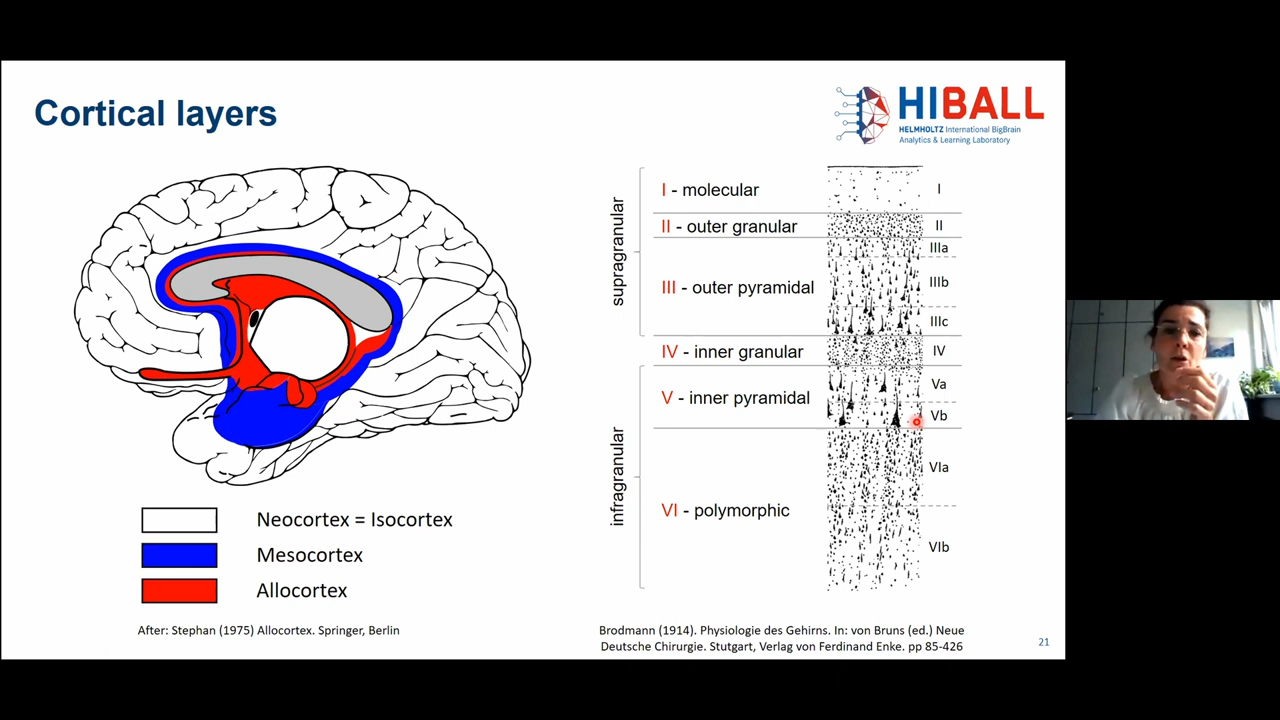 Cortical layers
HIBALL
HELMHOLTZ International BigBrain
Analytics & Learning Laboratory
Neocortex = Isocortex
Mesocortex
Allocortex
After: Stephan (1975) Allocortex. Springer, Berlin
supragranular
infragranular
I - molecular
II - outer granular
III - outer pyramidal
IV - inner granular
V - inner pyramidal
VI - polymorphic
I
II
IIIa
IIIb
IIIc
IV
Va
Vb
VIa
VIb
Brodmann (1914). Physiologie des Gehirns. In: von Bruns (ed.) Neue
Deutsche Chirurgie. Stuttgart, Verlag von Ferdinand Enke. pp 85-426
21